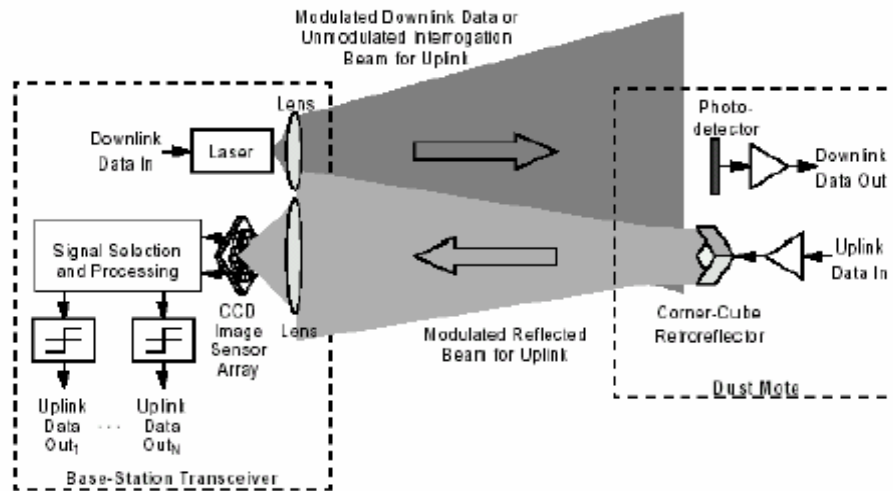 Modulated Downlink Data or
Unmodulated Interrogation
Beam for Uplink
Lens
Photo-
detector
Downlink
Data In
Laser
Downlink
Data Out
Signal Selection
and Processing
Uplink
Data In
CCD
Image
Sensor
Array
Lens
Modulated Reflected
Beam for Uplink
Corner-Cube
Retroreflector
Uplink
Data
Out1
...
Uplink
Data
OutN
Dust Mote
Base-Station Transceiver